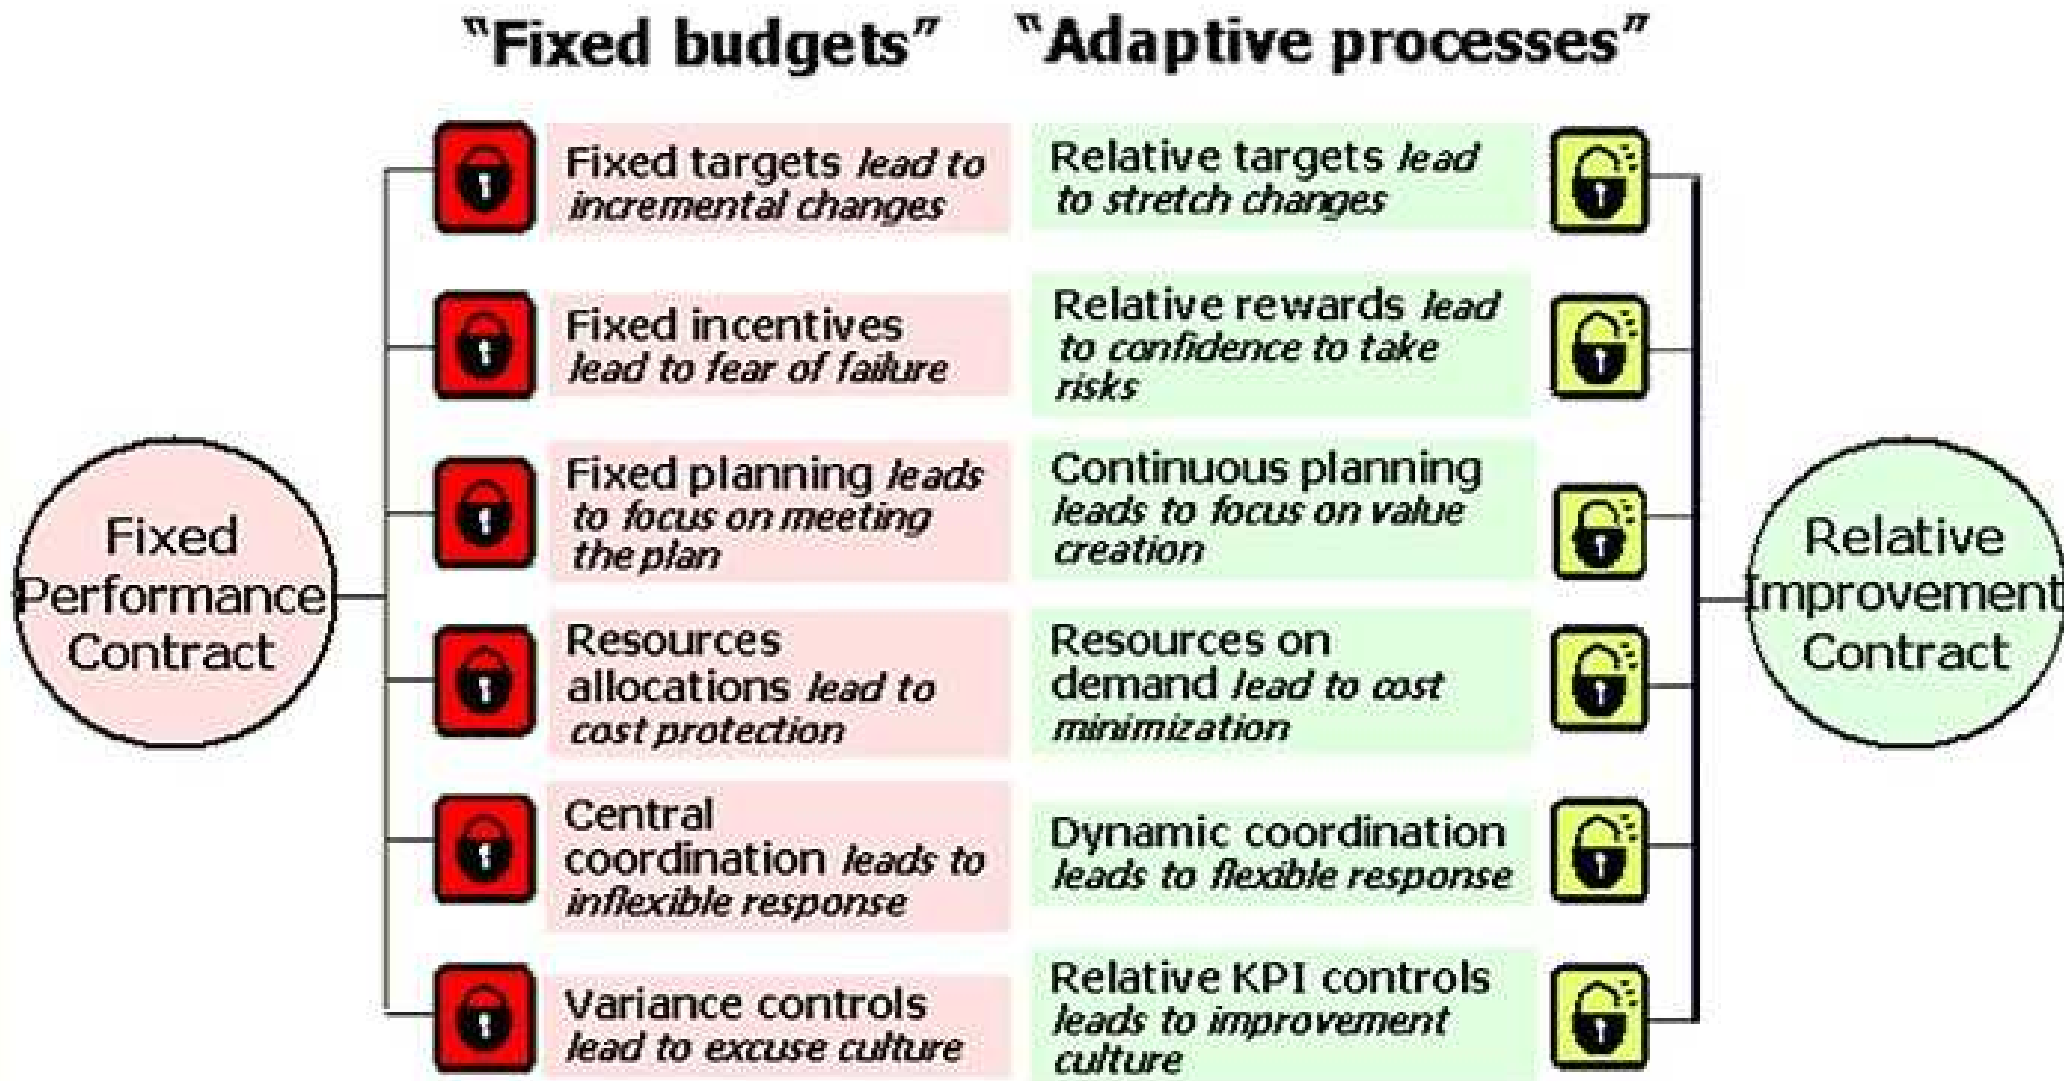 "Fixed budgets"
"Adaptive processes"
Fixed
Performance
Contract
Fixed targets lead to
incremental changes
Fixed incentives
lead to fear of failure
Fixed planning leads
to focus on meeting
the plan
Resources
allocations lead to
cost protection
Central
coordination leads to
inflexible response
Variance controls
lead to excuse culture
Relative targets lead
to stretch changes
Relative rewards lead
to confidence to take
risks
Continuous planning
leads to focus on value
creation
Resources on
demand lead to cost
minimization
Dynamic coordination
leads to flexible response
Relative KPI controls
leads to improvement
culture
Relative
Improvement
Contract